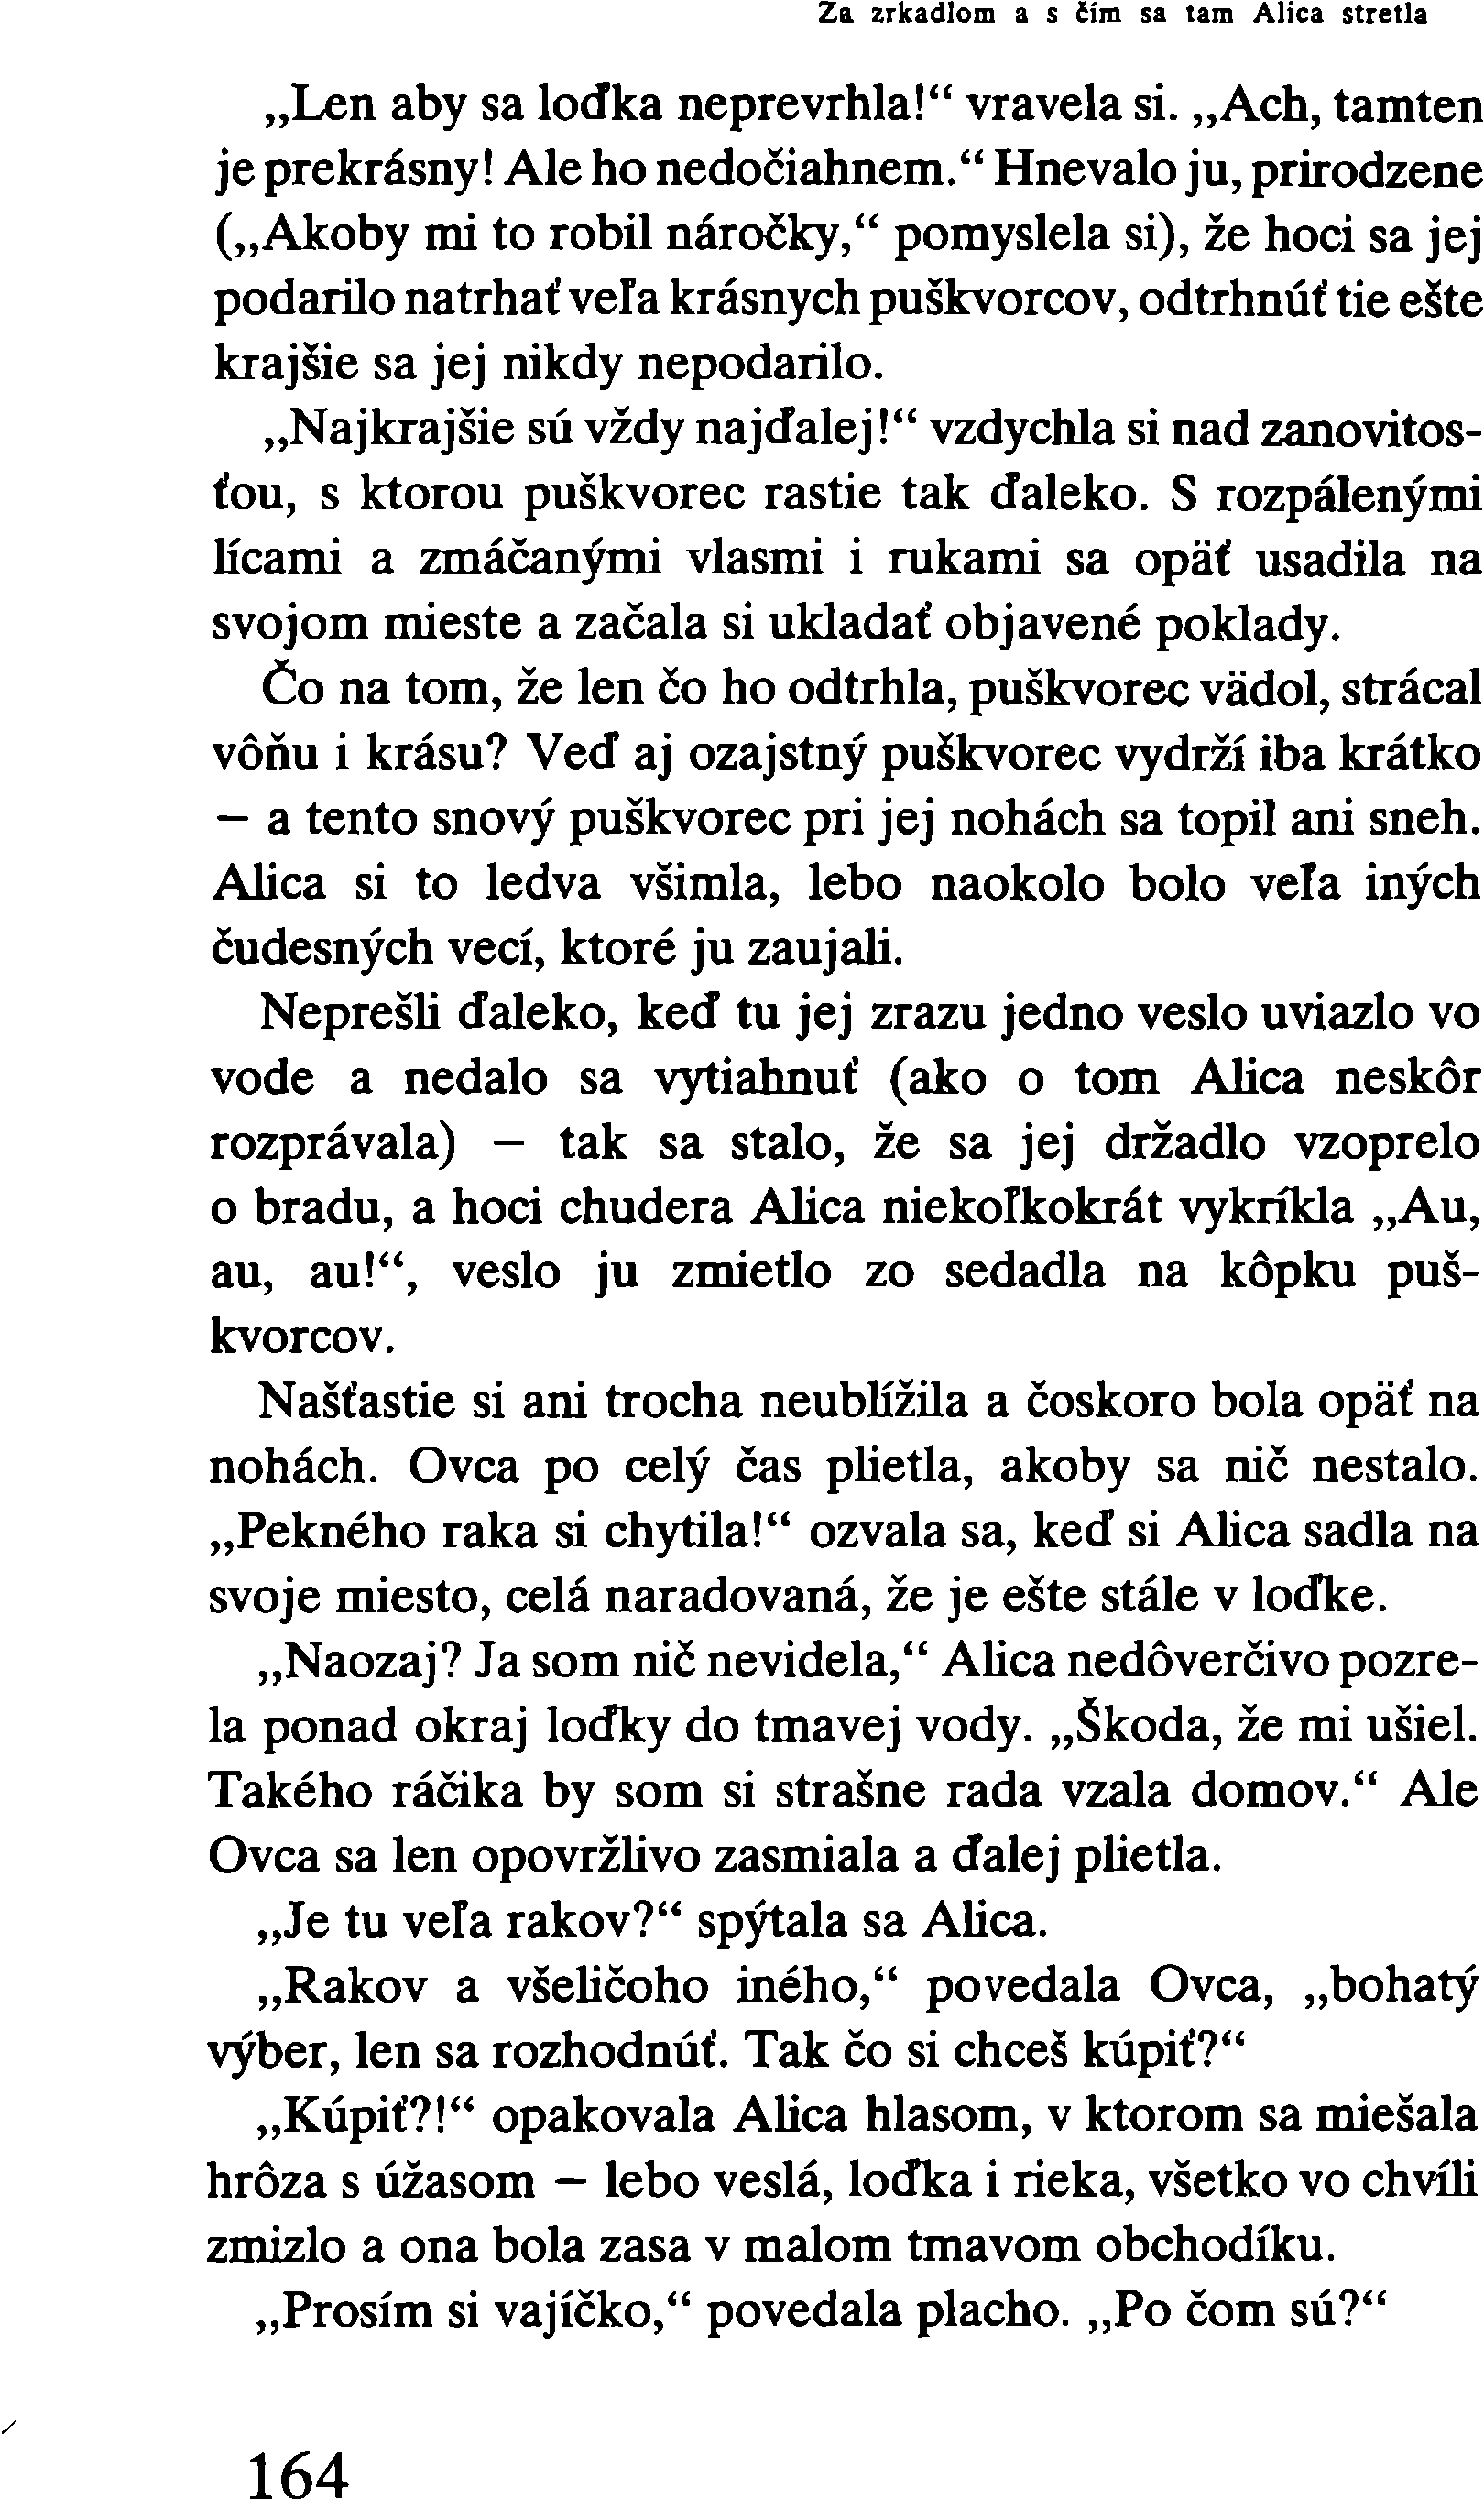 Za zrkadlom a s čím sa tam Alica stretla
„Len aby sa loďka neprevrhla!“ vravela si. „Ach, tamten
je prekrásny! Ale ho nedočiahnem.“ Hnevalo ju, prirodzene
(„Akoby mi to robil náročky,“ pomyslela si), že hoci sa jej
podarilo natrhať veľa krásnych puškvorcov, odtrhnúť tie ešte
krajšie sa jej nikdy nepodarilo.
„Najkrajšie sú vždy najďalej!“ vzdychla si nad zanovitos-
ťou, s ktorou puškvorec rastie tak ďaleko. S rozpálenými
lícami a zmáčanými vlasmi i rukami sa opäť usadila na
svojom mieste a začala si ukladať objavené poklady.
Čo na tom, že len čo ho odtrhla, puškvorec vädol, strácal
vôňu i krásu? Veď aj ozajstný puškvorec vydrží iba krátko
— a tento snový puškvorec pri jej nohách sa topil ani sneh.
Alica si to ledva všimla, lebo naokolo bolo veľa iných
čudesných vecí, ktoré ju zaujali.
Neprešli ďaleko, keď tu jej zrazu jedno veslo uviazlo vo
vode a nedalo sa vytiahnuť (ako o tom Alica neskôr
rozprávala) — tak sa stalo, že sa jej držadlo vzoprelo
o bradu, a hoci chudera Alica niekoľkokrát vykríkla „Au,
au, au!“, veslo ju zmietlo zo sedadla na kôpku puš-
kvorcov.
Našťastie si ani trocha neublížila a čoskoro bola opäť na
nohách. Ovca po celý čas plietla, akoby sa nič nestalo.
„Pekného raka si chytila!“ ozvala sa, keď si Alica sadla na
svoje miesto, celá naradovaná, že je ešte stále v loďke.
„Naozaj? Ja som nič nevidela,“ Alica nedôverčivo pozre-
la ponad okraj loďky do tmavej vody. „Škoda, že mi ušiel.
Takého ráčika by som si strašne rada vzala domov.“ Ale
Ovca sa len opovržlivo zasmiala a ďalej plietla.
„Je tu veľa rakov?“ spýtala sa Alica.
„Rakov a všeličoho iného,“ povedala Ovca, „bohatý
výber, len sa rozhodnúť. Tak čo si chceš kúpiť?“
„Kúpiť?!“ opakovala Alica hlasom, v ktorom sa miešala
hrôza s úžasom — lebo veslá, loďka i rieka, všetko vo chvíli
zmizlo a ona bola zasa v malom tmavom obchodíku.
„Prosím si vajíčko,“ povedala placho. „Po čom sú?“
164